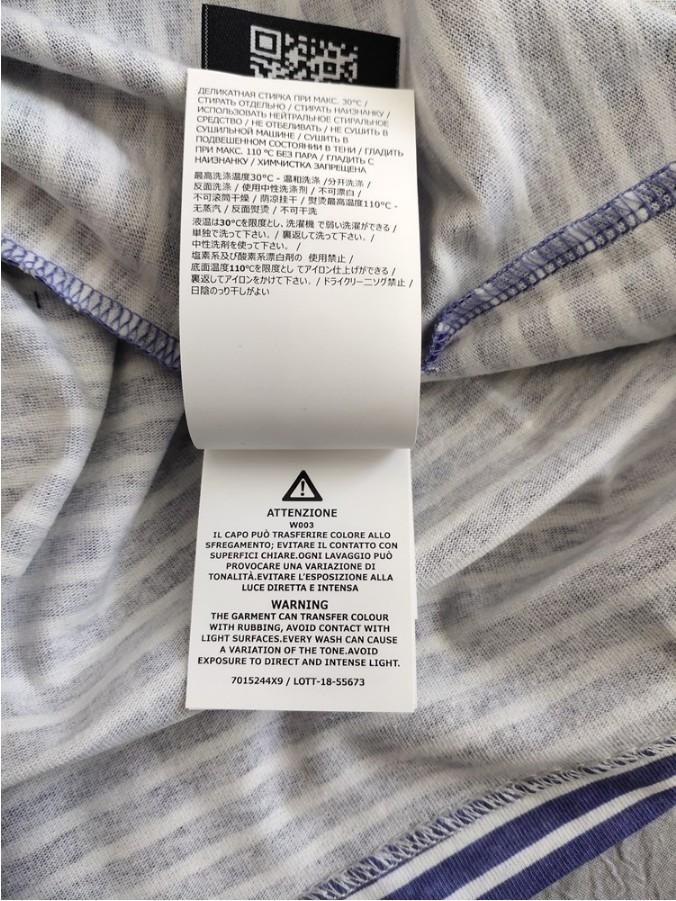 ДЕЛИКАТНАЯ СТИРКА ПРИ МАКС. 30°C /
СТИРАТЬ ОТДЕЛЬНО / СТИРАТЬ НАИЗНАНКУ /
ИСПОЛЬЗОВАТЬ НЕЙТРАЛЬНОЕ СТИРАЛЬНОЕ
СРЕДСТВО / НЕ ОТБЕЛИВАТЬ / НЕ СУШИТЬ В
СУШИЛЬНОЙ МАШИНЕ / СУШИТЬ В
ПОДВЕШЕННОМ СОСТОЯНИИ В ТЕНИ / ГЛАДИТЬ
ПРИ МАКС. 110 °C БЕЗ ПАРА / ГЛАДИТЬ С
НАИЗНАНКУ / ХИМЧИСТКА ЗАПРЕЩЕНА
最高洗涤温度30°C - 温和洗涤 /分开洗涤 /
反面洗涤 / 使用中性洗涤剂 / 不可漂白 /
不可滚筒干燥 / 荫凉挂干 / 熨烫最高温度110°C -
无蒸汽 / 反面熨烫 / 不可干洗
液温は30°Cを限度とし、洗濯機 で弱い洗濯ができる /
単独で洗って下さい。 / 裏返して洗って下さい。 /
中性洗剤を使って下さい。 /
塩素系及び酸素系漂白剤の 使用禁止 /
底面温度110°Cを限度とし てアイロン仕上げができる /
裏返してアイロンをかけて下さい。 / ドライクリーニソグ禁止 /
日陰のっり干しがよい
ATTENZIONE
W003
IL CAPO PUÒ TRASFERIRE COLORE ALLO
SFREGAMENTO; EVITARE IL CONTATTO CON
SUPERFICI CHIARE.OGNI LAVAGGIO PUÒ
PROVOCARE UNA VARIAZIONE DI
TONALITÀ.EVITARE L'ESPOSIZIONE ALLA
LUCE DIRETTA E INTENSA
WARNING
THE GARMENT CAN TRANSFER COLOUR
WITH RUBBING, AVOID CONTACT WITH
LIGHT SURFACES.EVERY WASH CAN CAUSE
A VARIATION OF THE TONE.AVOID
EXPOSURE TO DIRECT AND INTENSE LIGHT.
7015244X9 / LOTT-18-55673